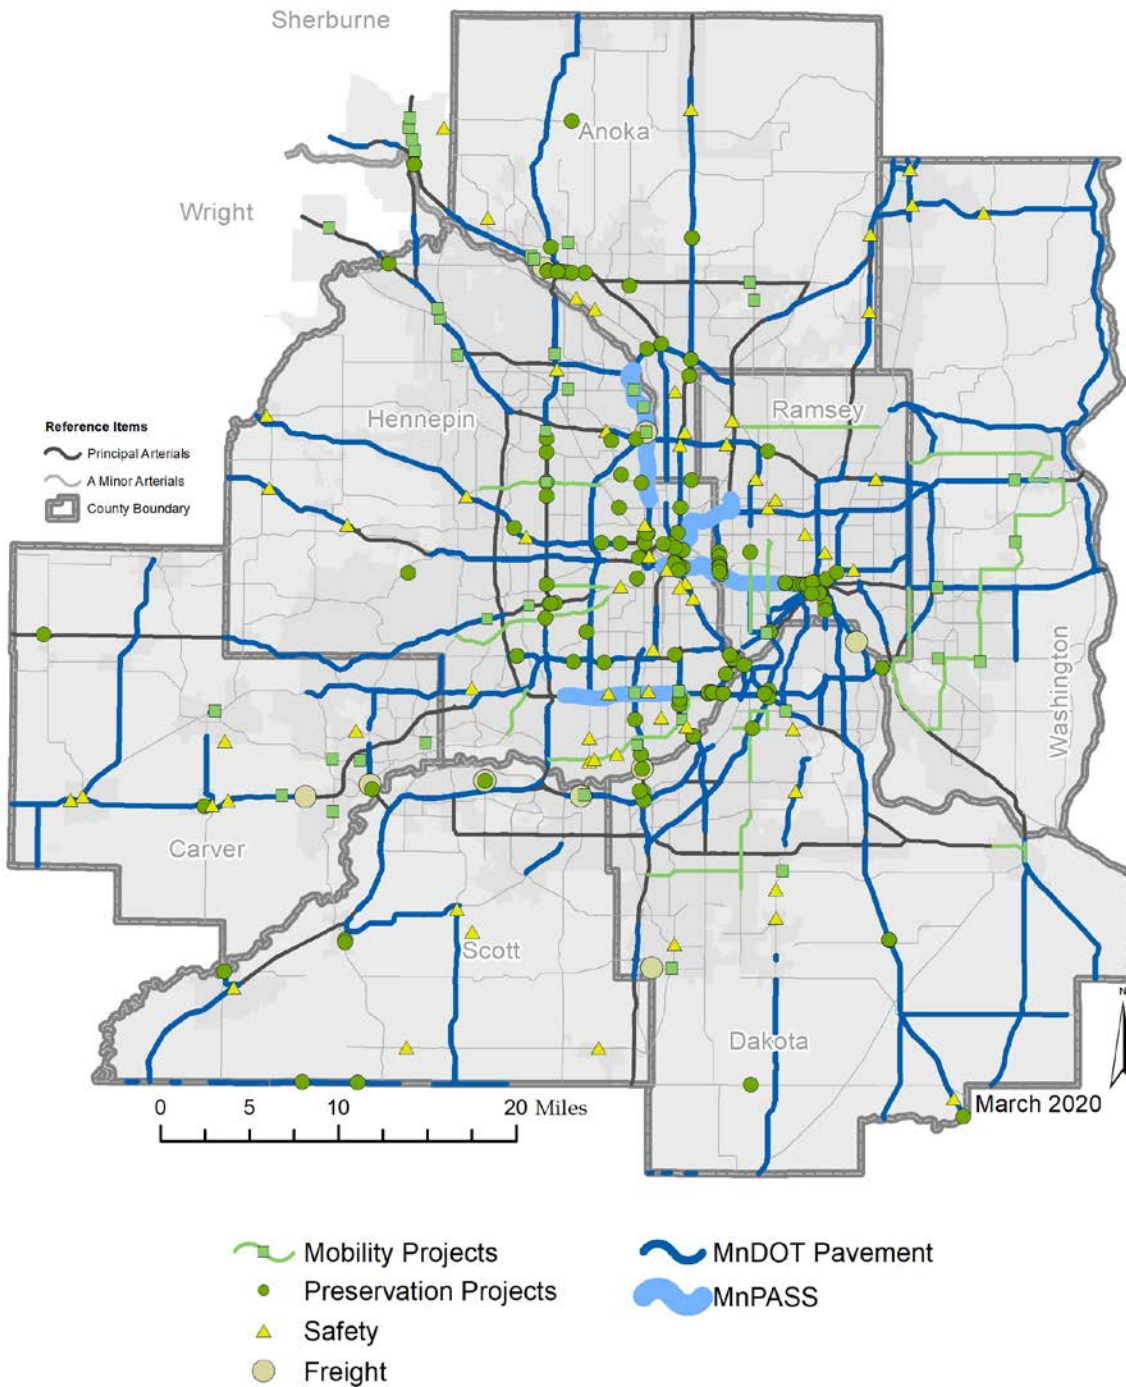 Sherburne
Anoka
Wright
Hennepin
Ramsey
Reference Items
Principal Arterials
A Minor Arterials
County Boundary
Washington
Carver
Scott
Dakota
N
March 2020
0 5 10 20 Miles
Mobility Projects
Preservation Projects
Safety
Freight
MnDOT Pavement
MnPASS